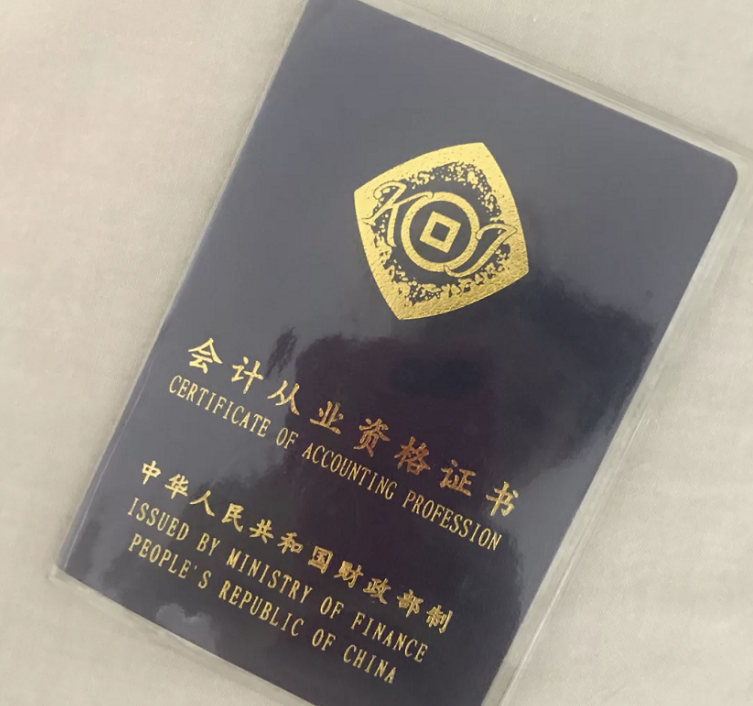 KOJ
会计从业资格证书
CERTIFICATE OF ACCOUNTING PROFESSION
中华人民共和国财政部制
ISSUED BY MINISTRY OF FINANCE
PEOPLE'S REPUBLIC OF CHINA